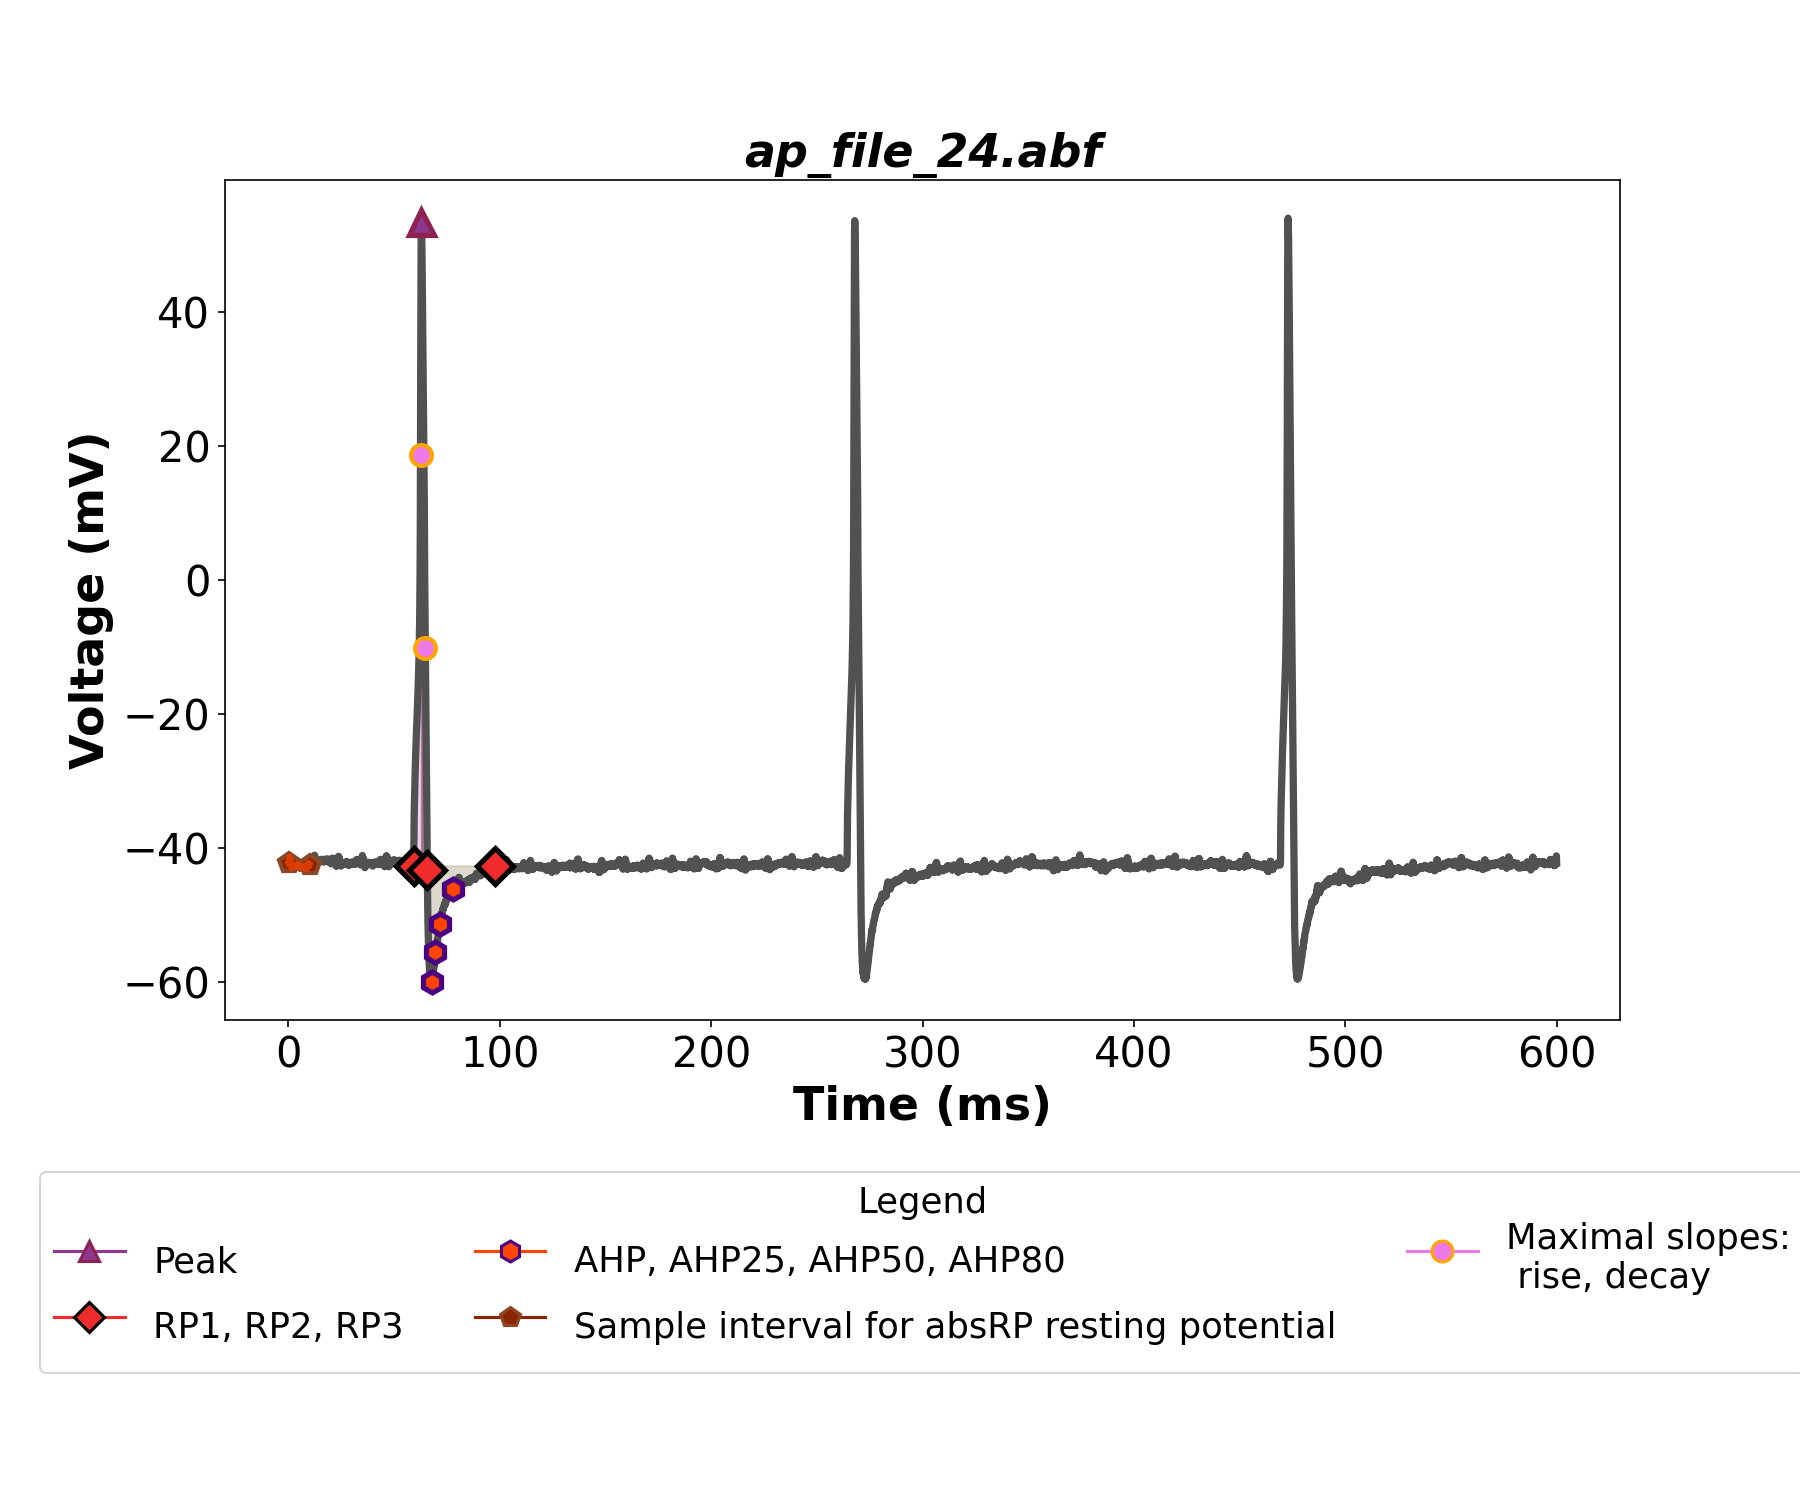 ap_file_24.abf
Voltage (mV)
40
20
0
−20
−40
−60
0 100 200 300 400 500 600
Time (ms)
Legend
Peak
RP1, RP2, RP3
AHP, AHP25, AHP50, AHP80
Sample interval for absRP resting potential
Maximal slopes:
rise, decay